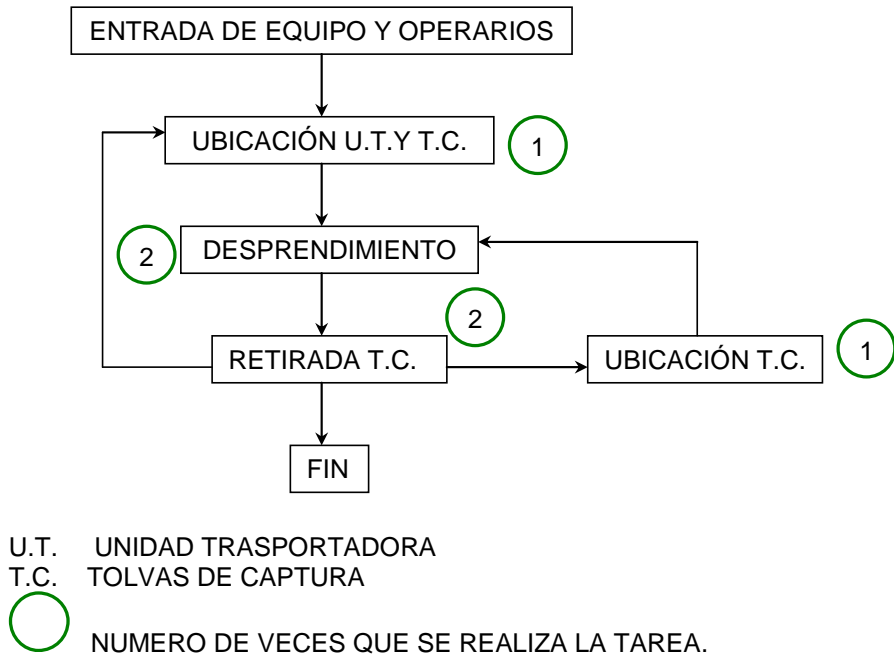 ENTRADA DE EQUIPO Y OPERARIOS
UBICACIÓN U.T.Y T.C.
1
2
DESPRENDIMIENTO
2
RETIRADA T.C.
UBICACIÓN T.C.
1
FIN
U.T. UNIDAD TRASPORTADORA
T.C. TOLVAS DE CAPTURA
NUMERO DE VECES QUE SE REALIZA LA TAREA.